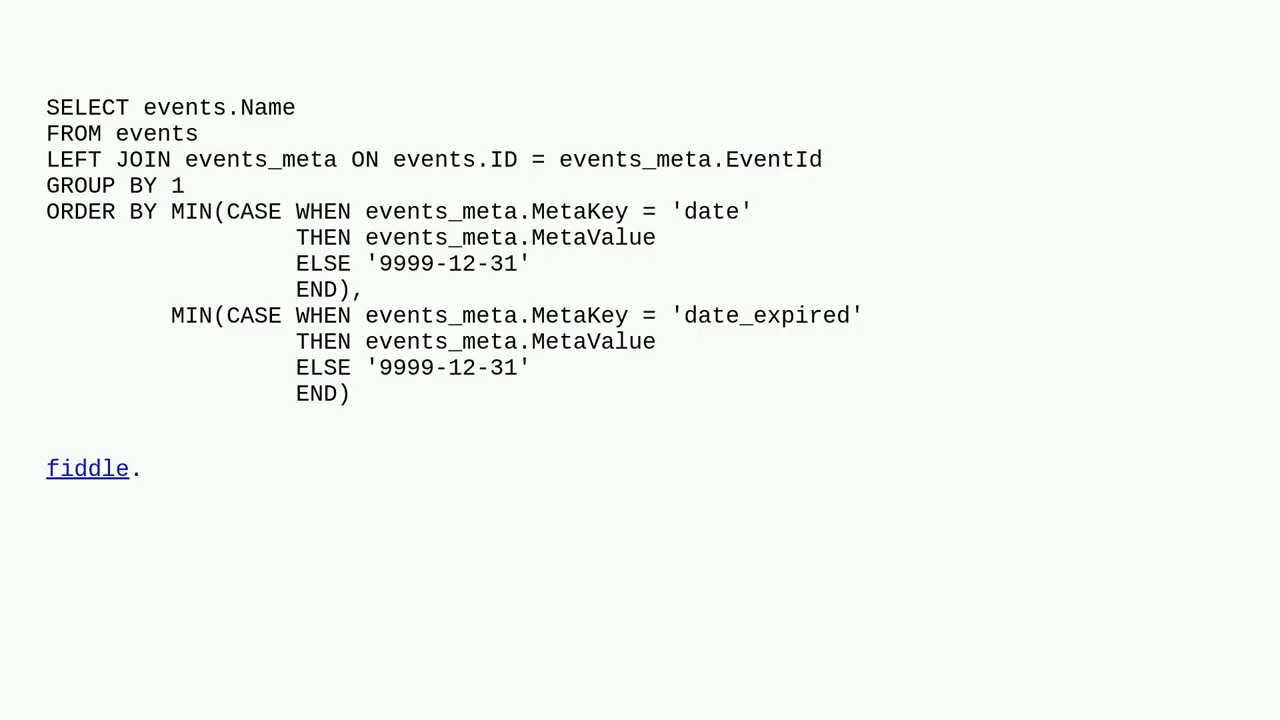 SELECT events.Name
FROM events
LEFT JOIN events_meta ON events.ID = events_meta.EventId
GROUP BY 1
ORDER BY MIN(CASE WHEN events_meta.MetaKey = 'date'
                  THEN events_meta.MetaValue
                  ELSE '9999-12-31'
                  END),
         MIN(CASE WHEN events_meta.MetaKey = 'date_expired'
                  THEN events_meta.MetaValue
                  ELSE '9999-12-31'
                  END)
fiddle.